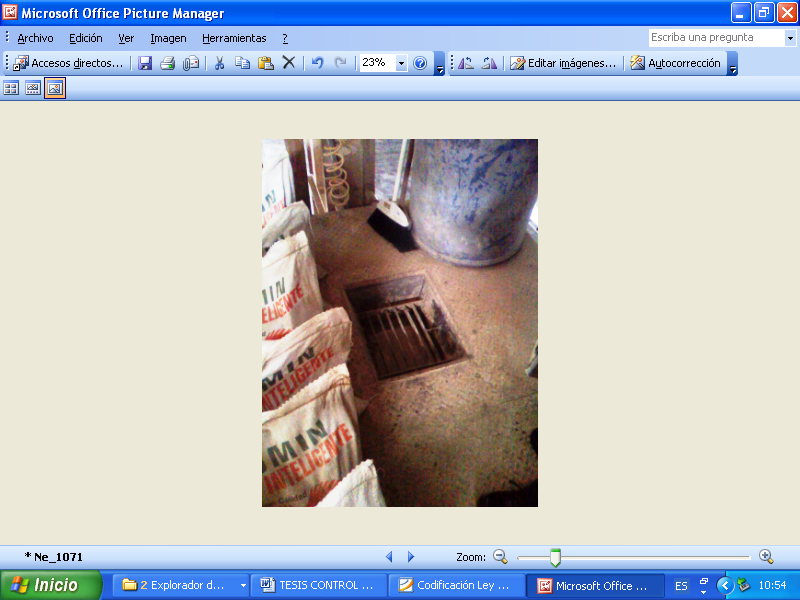 Microsoft Office Picture Manager
Archivo Edición Ver Imagen Herramientas ?
Escriba una pregunta
Accesos directos... 23% Editar imágenes... Autocorrección
MIN
INTELIGENTE
MIN
INTELIGENTE
MIN
INTELIGENTE
Calidad
* Ne_1071
Zoom:
Inicio 2 Explorador d... TESIS CONTROL ... Codificación Ley ... Microsoft Office ... ES 10:54